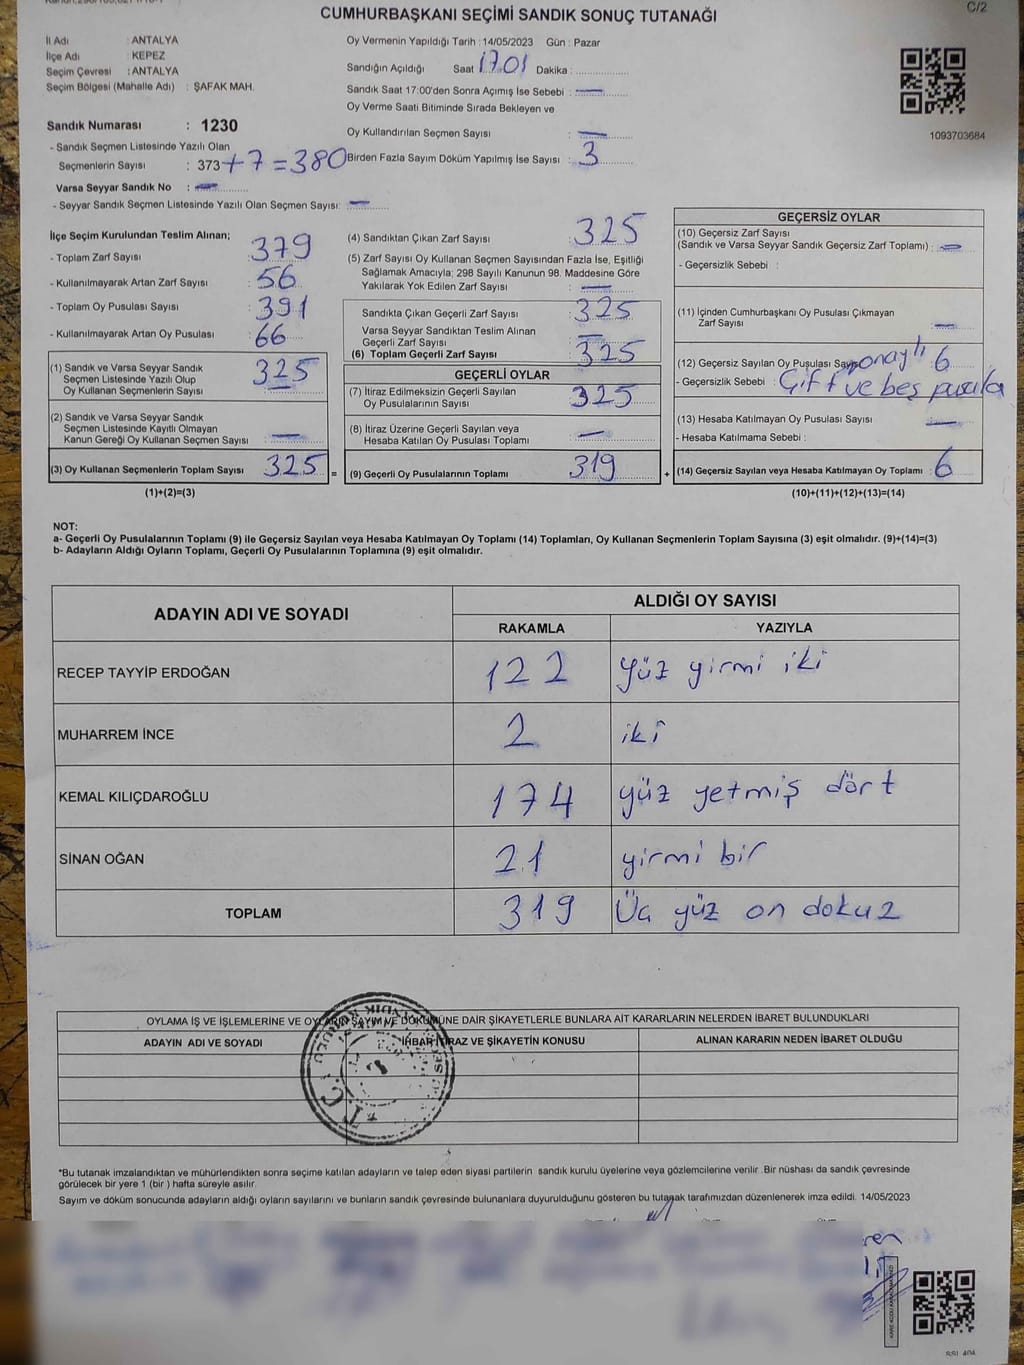 C/2
CUMHURBAŞKANI SEÇİMİ SANDIK SONUÇ TUTANAĞI
İl Adı : ANTALYA
İlçe Adı : KEPEZ
Seçim Çevresi : ANTALYA
Seçim Bölgesi (Mahalle Adı) : ŞAFAK MAH.
Oy Vermenin Yapıldığı Tarih : 14/05/2023 Gün : Pazar
Sandığın Açıldığı Saat 1701 Dakika :
Sandık Saat 17:00'den Sonra Açımış İse Sebebi : —
Oy Verme Saati Bitiminde Sırada Bekleyen ve
Oy Kullandırılan Seçmen Sayısı : —
Birden Fazla Sayım Döküm Yapılmış İse Sayısı : 3
1093703684
Sandık Numarası : 1230
- Sandık Seçmen Listesinde Yazılı Olan
Seçmenlerin Sayısı : 373 +7 = 380
Varsa Seyyar Sandık No : —
- Seyyar Sandık Seçmen Listesinde Yazılı Olan Seçmen Sayısı: —
İlçe Seçim Kurulundan Teslim Alınan;
- Toplam Zarf Sayısı : 379
- Kullanılmayarak Artan Zarf Sayısı : 56
- Toplam Oy Pusulası Sayısı : 391
- Kullanılmayarak Artan Oy Pusulası : 66
(1) Sandık ve Varsa Seyyar Sandık
Seçmen Listesinde Yazılı Olup
Oy Kullanan Seçmenlerin Sayısı : 325
(2) Sandık ve Varsa Seyyar Sandık
Seçmen Listesinde Kayıtlı Olmayan
Kanun Gereği Oy Kullanan Seçmen Sayısı : —
(3) Oy Kullanan Seçmenlerin Toplam Sayısı : 325
(1)+(2)=(3)
(4) Sandıktan Çıkan Zarf Sayısı : 325
(5) Zarf Sayısı Oy Kullanan Seçmen Sayısından Fazla İse, Eşitliği
Sağlamak Amacıyla; 298 Sayılı Kanunun 98. Maddesine Göre
Yakılarak Yok Edilen Zarf Sayısı : —
Sandıkta Çıkan Geçerli Zarf Sayısı : 325
Varsa Seyyar Sandıktan Teslim Alınan
Geçerli Zarf Sayısı : —
(6) Toplam Geçerli Zarf Sayısı : 325
GEÇERLİ OYLAR
(7) İtiraz Edilmeksizin Geçerli Sayılan
Oy Pusulalarının Sayısı : 325
(8) İtiraz Üzerine Geçerli Sayılan veya
Hesaba Katılan Oy Pusulası Toplamı : —
(9) Geçerli Oy Pusulalarının Toplamı : 319
GEÇERSİZ OYLAR
(10) Geçersiz Zarf Sayısı
(Sandık ve Varsa Seyyar Sandık Geçersiz Zarf Toplamı) : —
- Geçersizlik Sebebi :
(11) İçinden Cumhurbaşkanı Oy Pusulası Çıkmayan
Zarf Sayısı : —
(12) Geçersiz Sayılan Oy Pusulası 6
- Geçersizlik Sebebi : Çift ve beş pusula
(13) Hesaba Katılmayan Oy Pusulası Sayısı : —
- Hesaba Katılmama Sebebi :
(14) Geçersiz Sayılan veya Hesaba Katılmayan Oy Toplamı : 6
(10)+(11)+(12)+(13)=(14)
NOT:
a- Geçerli Oy Pusulalarının Toplamı (9) ile Geçersiz Sayılan veya Hesaba Katılmayan Oy Toplamı (14) Toplamları, Oy Kullanan Seçmenlerin Toplam Sayısına (3) eşit olmalıdır. (9)+(14)=(3)
b- Adayların Aldığı Oyların Toplamı, Geçerli Oy Pusulalarının Toplamına (9) eşit olmalıdır.
ADAYIN ADI VE SOYADI ALDIĞI OY SAYISI
RAKAMLA YAZIYLA
RECEP TAYYİP ERDOĞAN 122 yüz yirmi iki
MUHARREM İNCE 2 iki
KEMAL KILIÇDAROĞLU 174 yüz yetmiş dört
SİNAN OĞAN 21 yirmi bir
TOPLAM 319 Üç yüz on dokuz
OYLAMA İŞ VE İŞLEMLERİNE VE OYLARIN SAYIM VE DÖKÜMÜNE DAİR ŞİKAYETLERLE BUNLARA AİT KARARLARIN NELERDEN İBARET BULUNDUKLARI
ADAYIN ADI VE SOYADI İHBAR İTİRAZ VE ŞİKAYETİN KONUSU ALINAN KARARIN NEDEN İBARET OLDUĞU
T.C.
*Bu tutanak imzalandıktan ve mühürlendikten sonra seçime katılan adayların ve talep eden siyasi partilerin sandık kurulu üyelerine veya gözlemcilerine verilir .Bir nüshası da sandık çevresinde
görülecek bir yere 1 (bir ) hafta süreyle asılır.
Sayım ve döküm sonucunda adayların aldığı oyların sayılarını ve bunların sandık çevresinde bulunanlara duyurulduğunu gösteren bu tutanak tarafımızdan düzenlenerek imza edildi. 14/05/2023